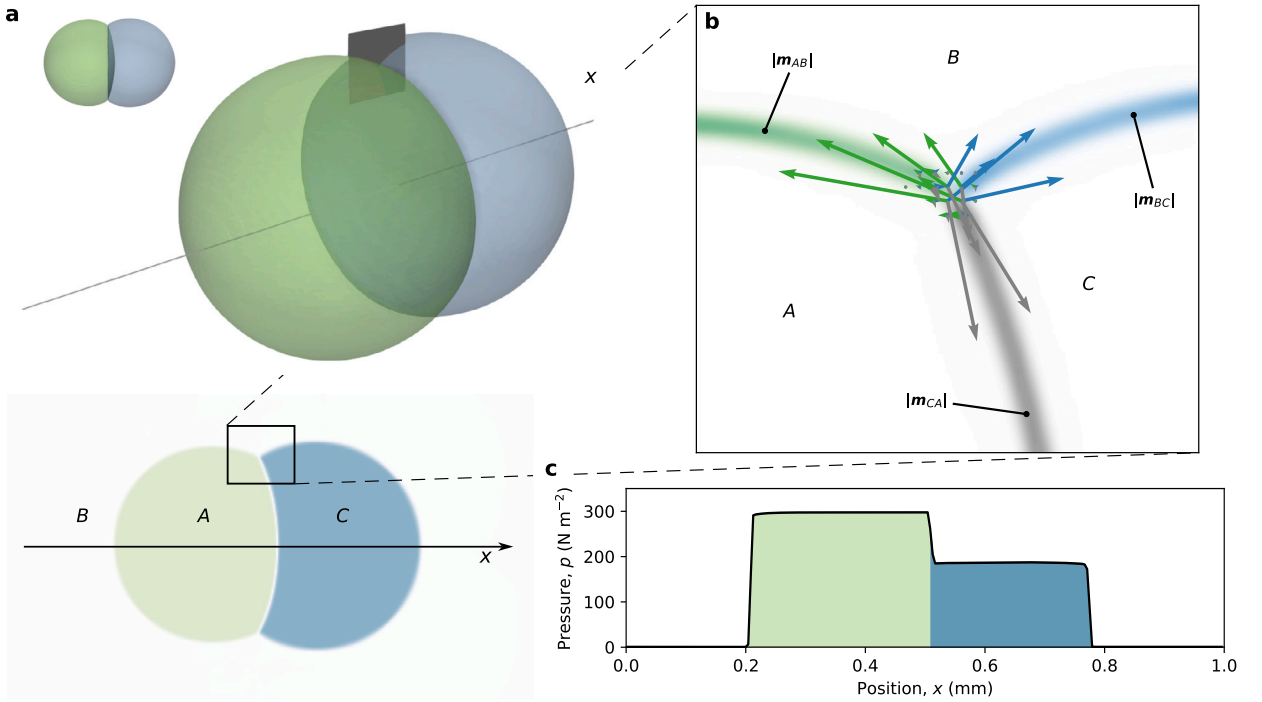 a
x
b
|m_AB|
B
|m_BC|
A
C
|m_CA|
B
A
C
x
c
Pressure, p (N m⁻²)
300
200
100
0
0.0 0.2 0.4 0.6 0.8 1.0
Position, x (mm)